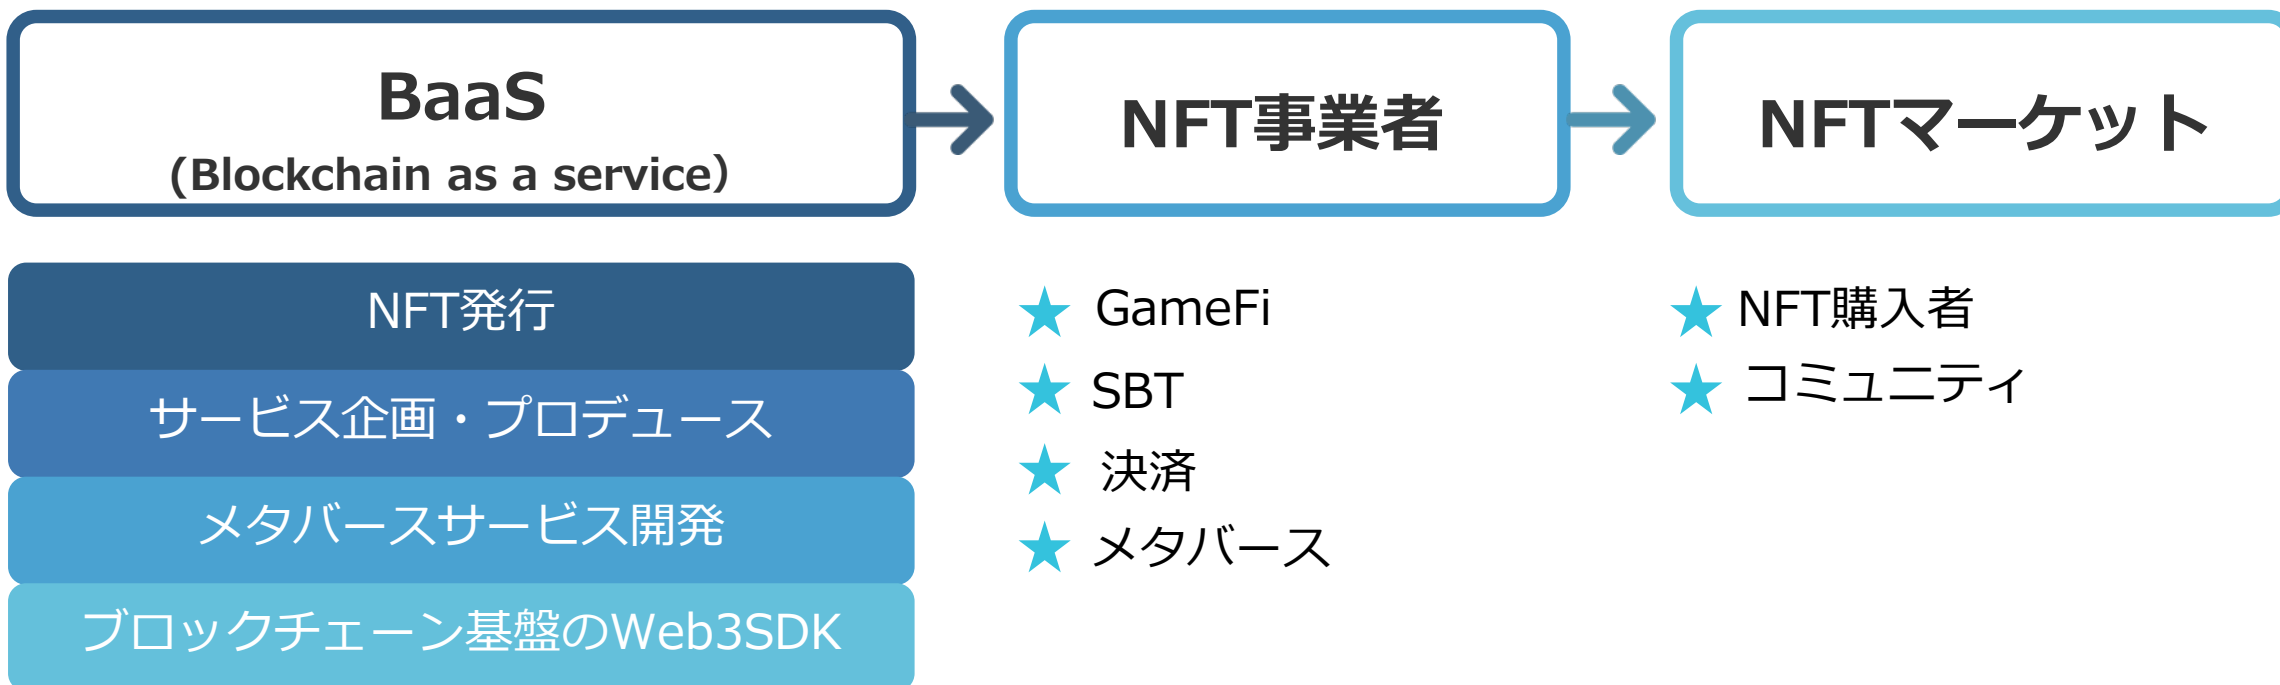 BaaS
(Blockchain as a service）
NFT事業者
NFTマーケット
NFT発行
サービス企画・プロデュース
メタバースサービス開発
ブロックチェーン基盤のWeb3SDK
GameFi
SBT
決済
メタバース
NFT購入者
コミュニティ